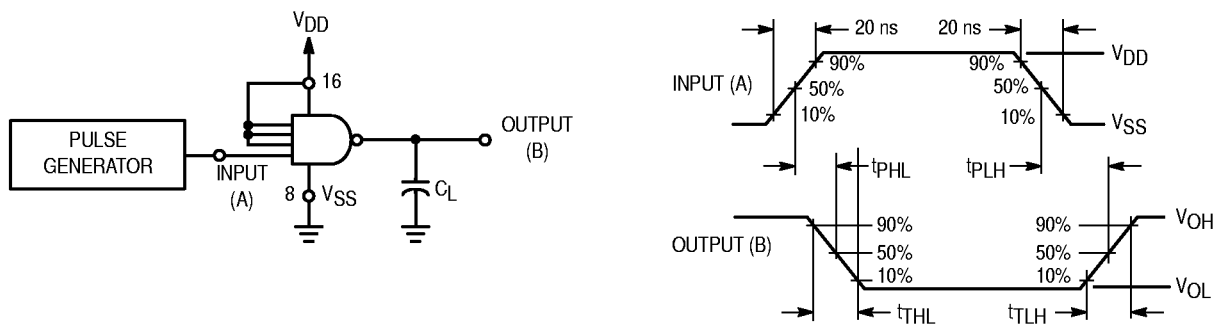 VDD
16
PULSE
GENERATOR
INPUT
(A)
8
VSS
CL
OUTPUT
(B)
20 ns
20 ns
INPUT (A)
90%
50%
10%
90%
50%
10%
VDD
VSS
tPHL
tPLH
OUTPUT (B)
90%
50%
10%
90%
50%
10%
VOH
VOL
tTHL
tTLH